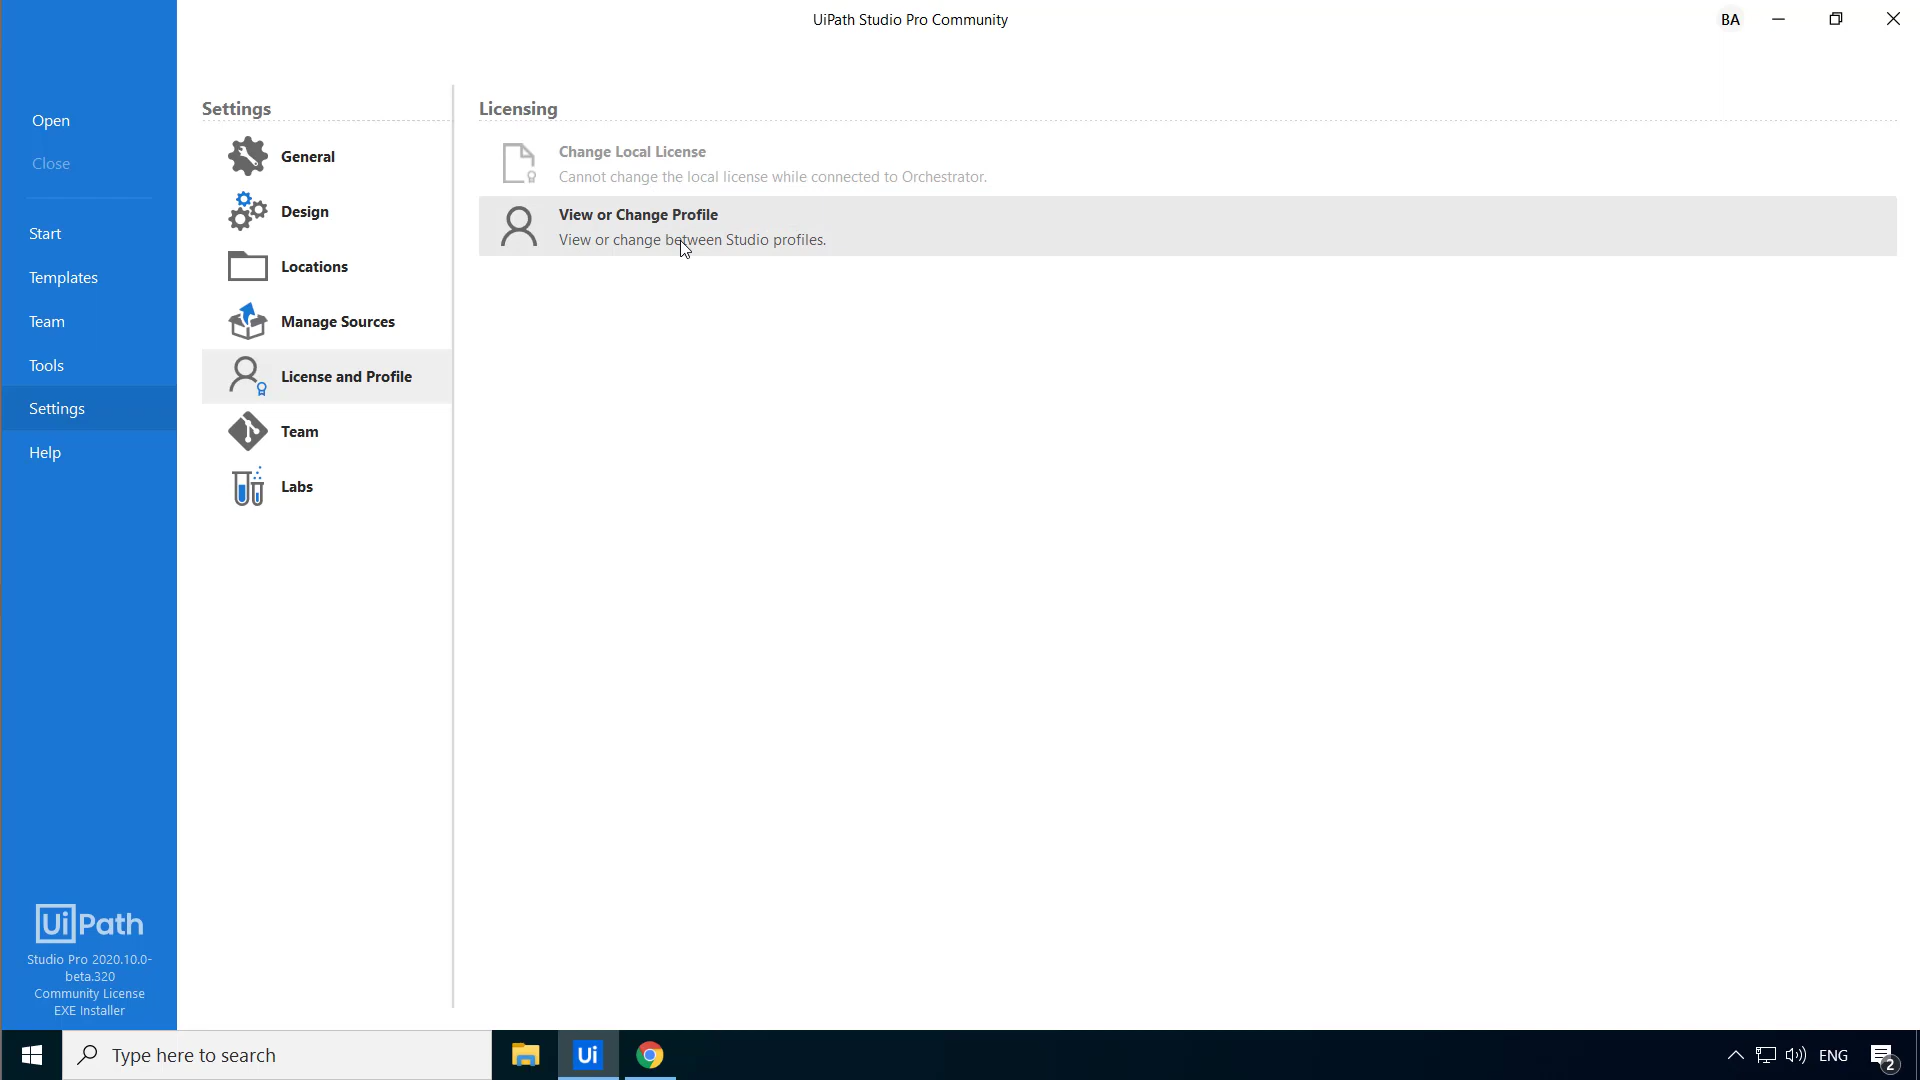 UiPath Studio Pro Community
BA
Open
Close
Start
Templates
Team
Tools
Settings
Help
UiPath
Studio Pro 2020.10.0-
beta.320
Community License
EXE Installer
Settings
General
Design
Locations
Manage Sources
License and Profile
Team
Labs
Licensing
Change Local License
Cannot change the local license while connected to Orchestrator.
View or Change Profile
View or change between Studio profiles.
Type here to search
Ui
ENG
2